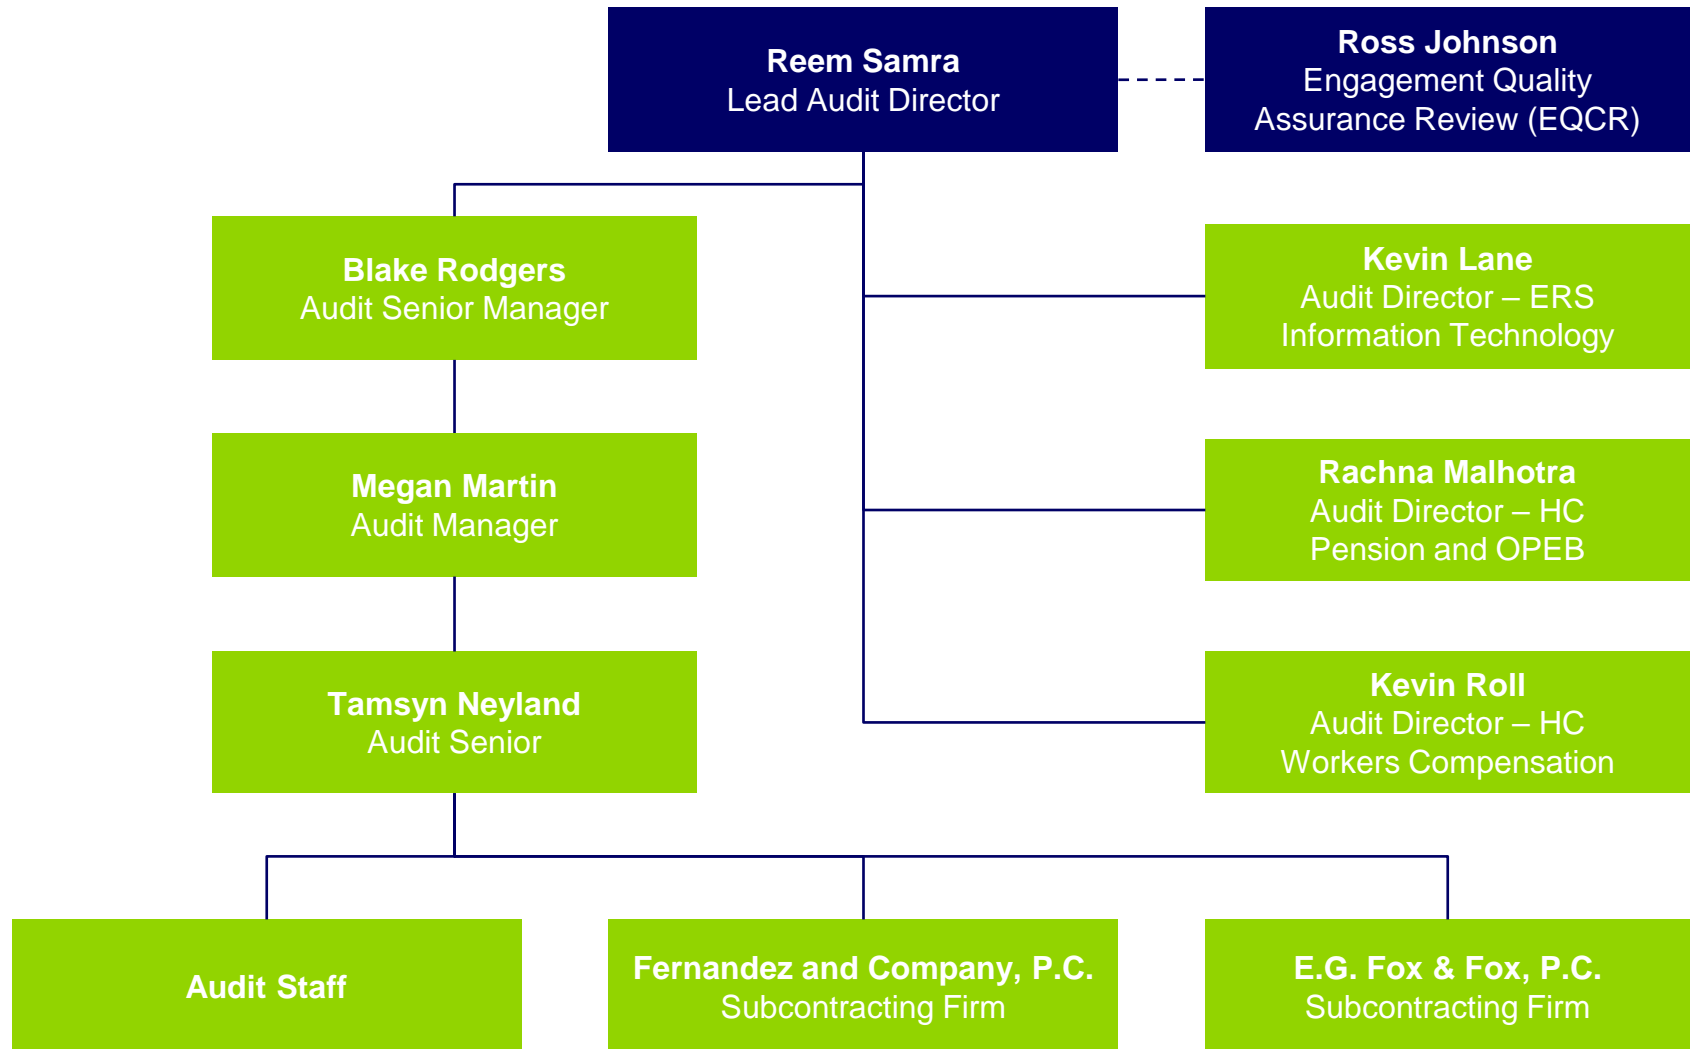 Reem Samra
Lead Audit Director
Ross Johnson
Engagement Quality
Assurance Review (EQCR)
Blake Rodgers
Audit Senior Manager
Kevin Lane
Audit Director – ERS
Information Technology
Megan Martin
Audit Manager
Rachna Malhotra
Audit Director – HC
Pension and OPEB
Tamsyn Neyland
Audit Senior
Kevin Roll
Audit Director – HC
Workers Compensation
Audit Staff
Fernandez and Company, P.C.
Subcontracting Firm
E.G. Fox & Fox, P.C.
Subcontracting Firm